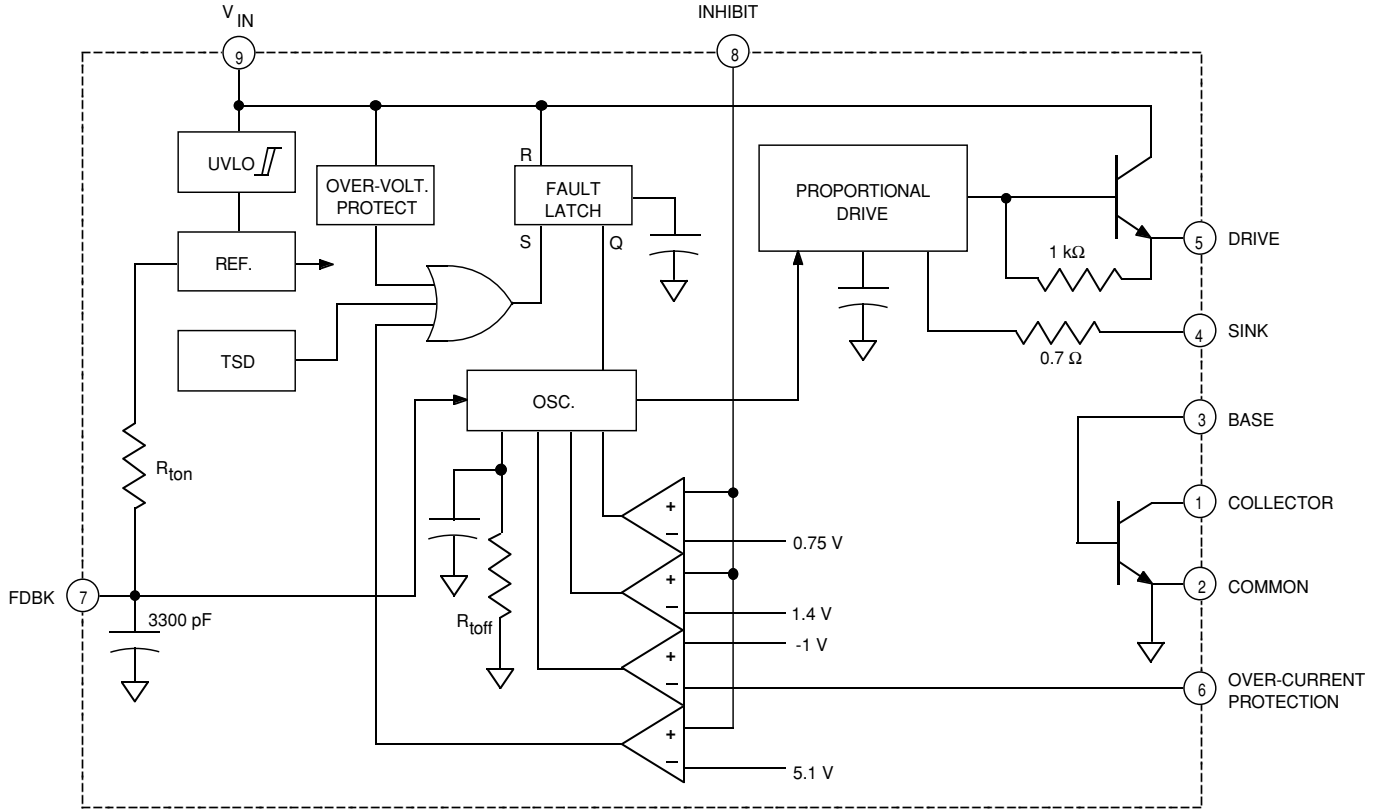 V IN
INHIBIT
9
8
UVLO
R
OVER-VOLT.
PROTECT
FAULT
LATCH
PROPORTIONAL
DRIVE
S
Q
5
DRIVE
REF.
1 kΩ
TSD
4
SINK
0.7 Ω
OSC.
3
BASE
Rton
+
−
0.75 V
1
COLLECTOR
+
−
1.4 V
2
COMMON
FDBK
7
3300 pF
Rtoff
-1 V
+
−
6
OVER-CURRENT
PROTECTION
+
−
5.1 V